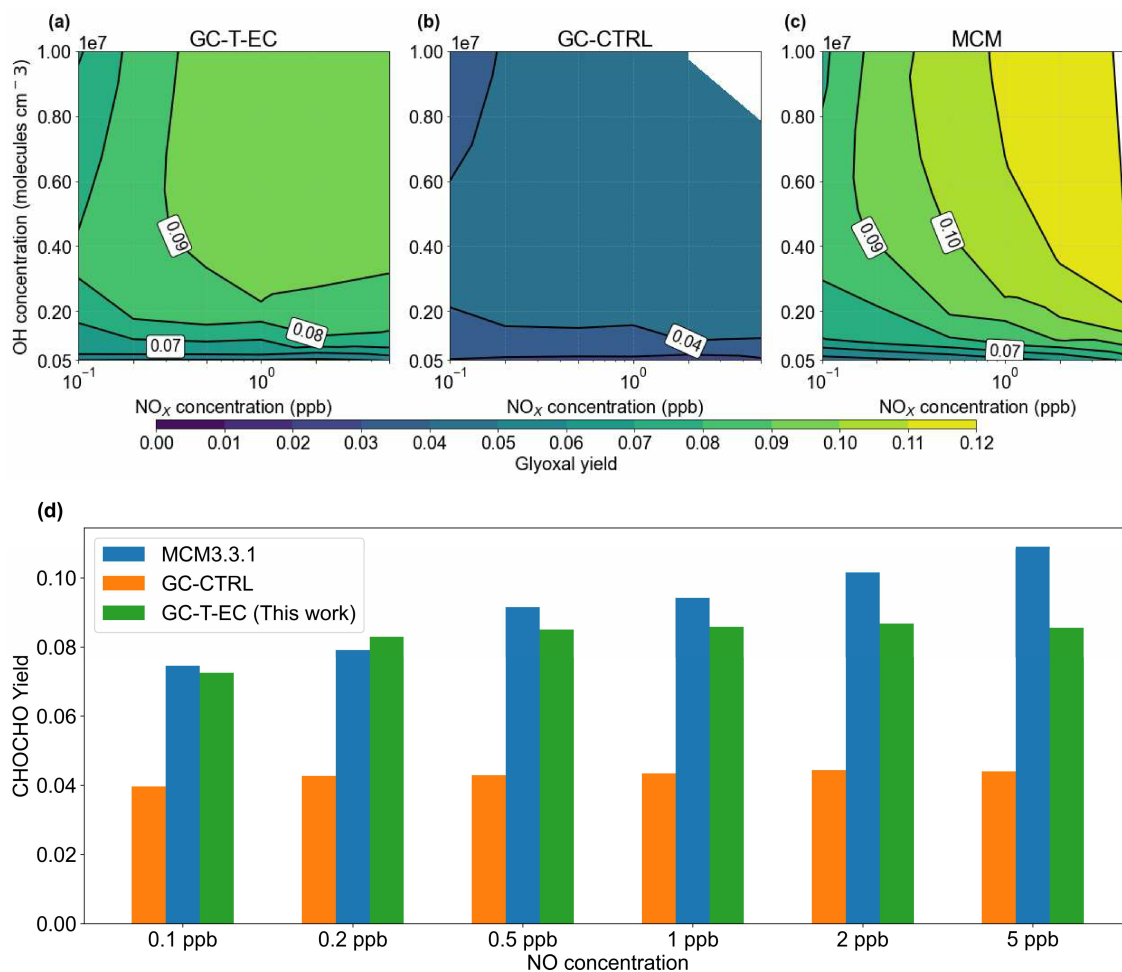 (a)
GC-T-EC
(b)
GC-CTRL
(c)
MCM
1e7
1e7
1e7
OH concentration (molecules cm⁻3)
1.00
0.80
0.60
0.40
0.20
0.05
0.09
0.08
0.07
10⁻¹
10⁰
1.00
0.80
0.60
0.40
0.20
0.05
0.04
10⁻¹
10⁰
1.00
0.80
0.60
0.40
0.20
0.05
0.09
0.10
0.07
10⁻¹
10⁰
NOX concentration (ppb)
NOX concentration (ppb)
NOX concentration (ppb)
0.00 0.01 0.02 0.03 0.04 0.05 0.06 0.07 0.08 0.09 0.10 0.11 0.12
Glyoxal yield
(d)
MCM3.3.1
GC-CTRL
GC-T-EC (This work)
CHOCHO Yield
0.10
0.08
0.06
0.04
0.02
0.00
0.1 ppb 0.2 ppb 0.5 ppb 1 ppb 2 ppb 5 ppb
NO concentration